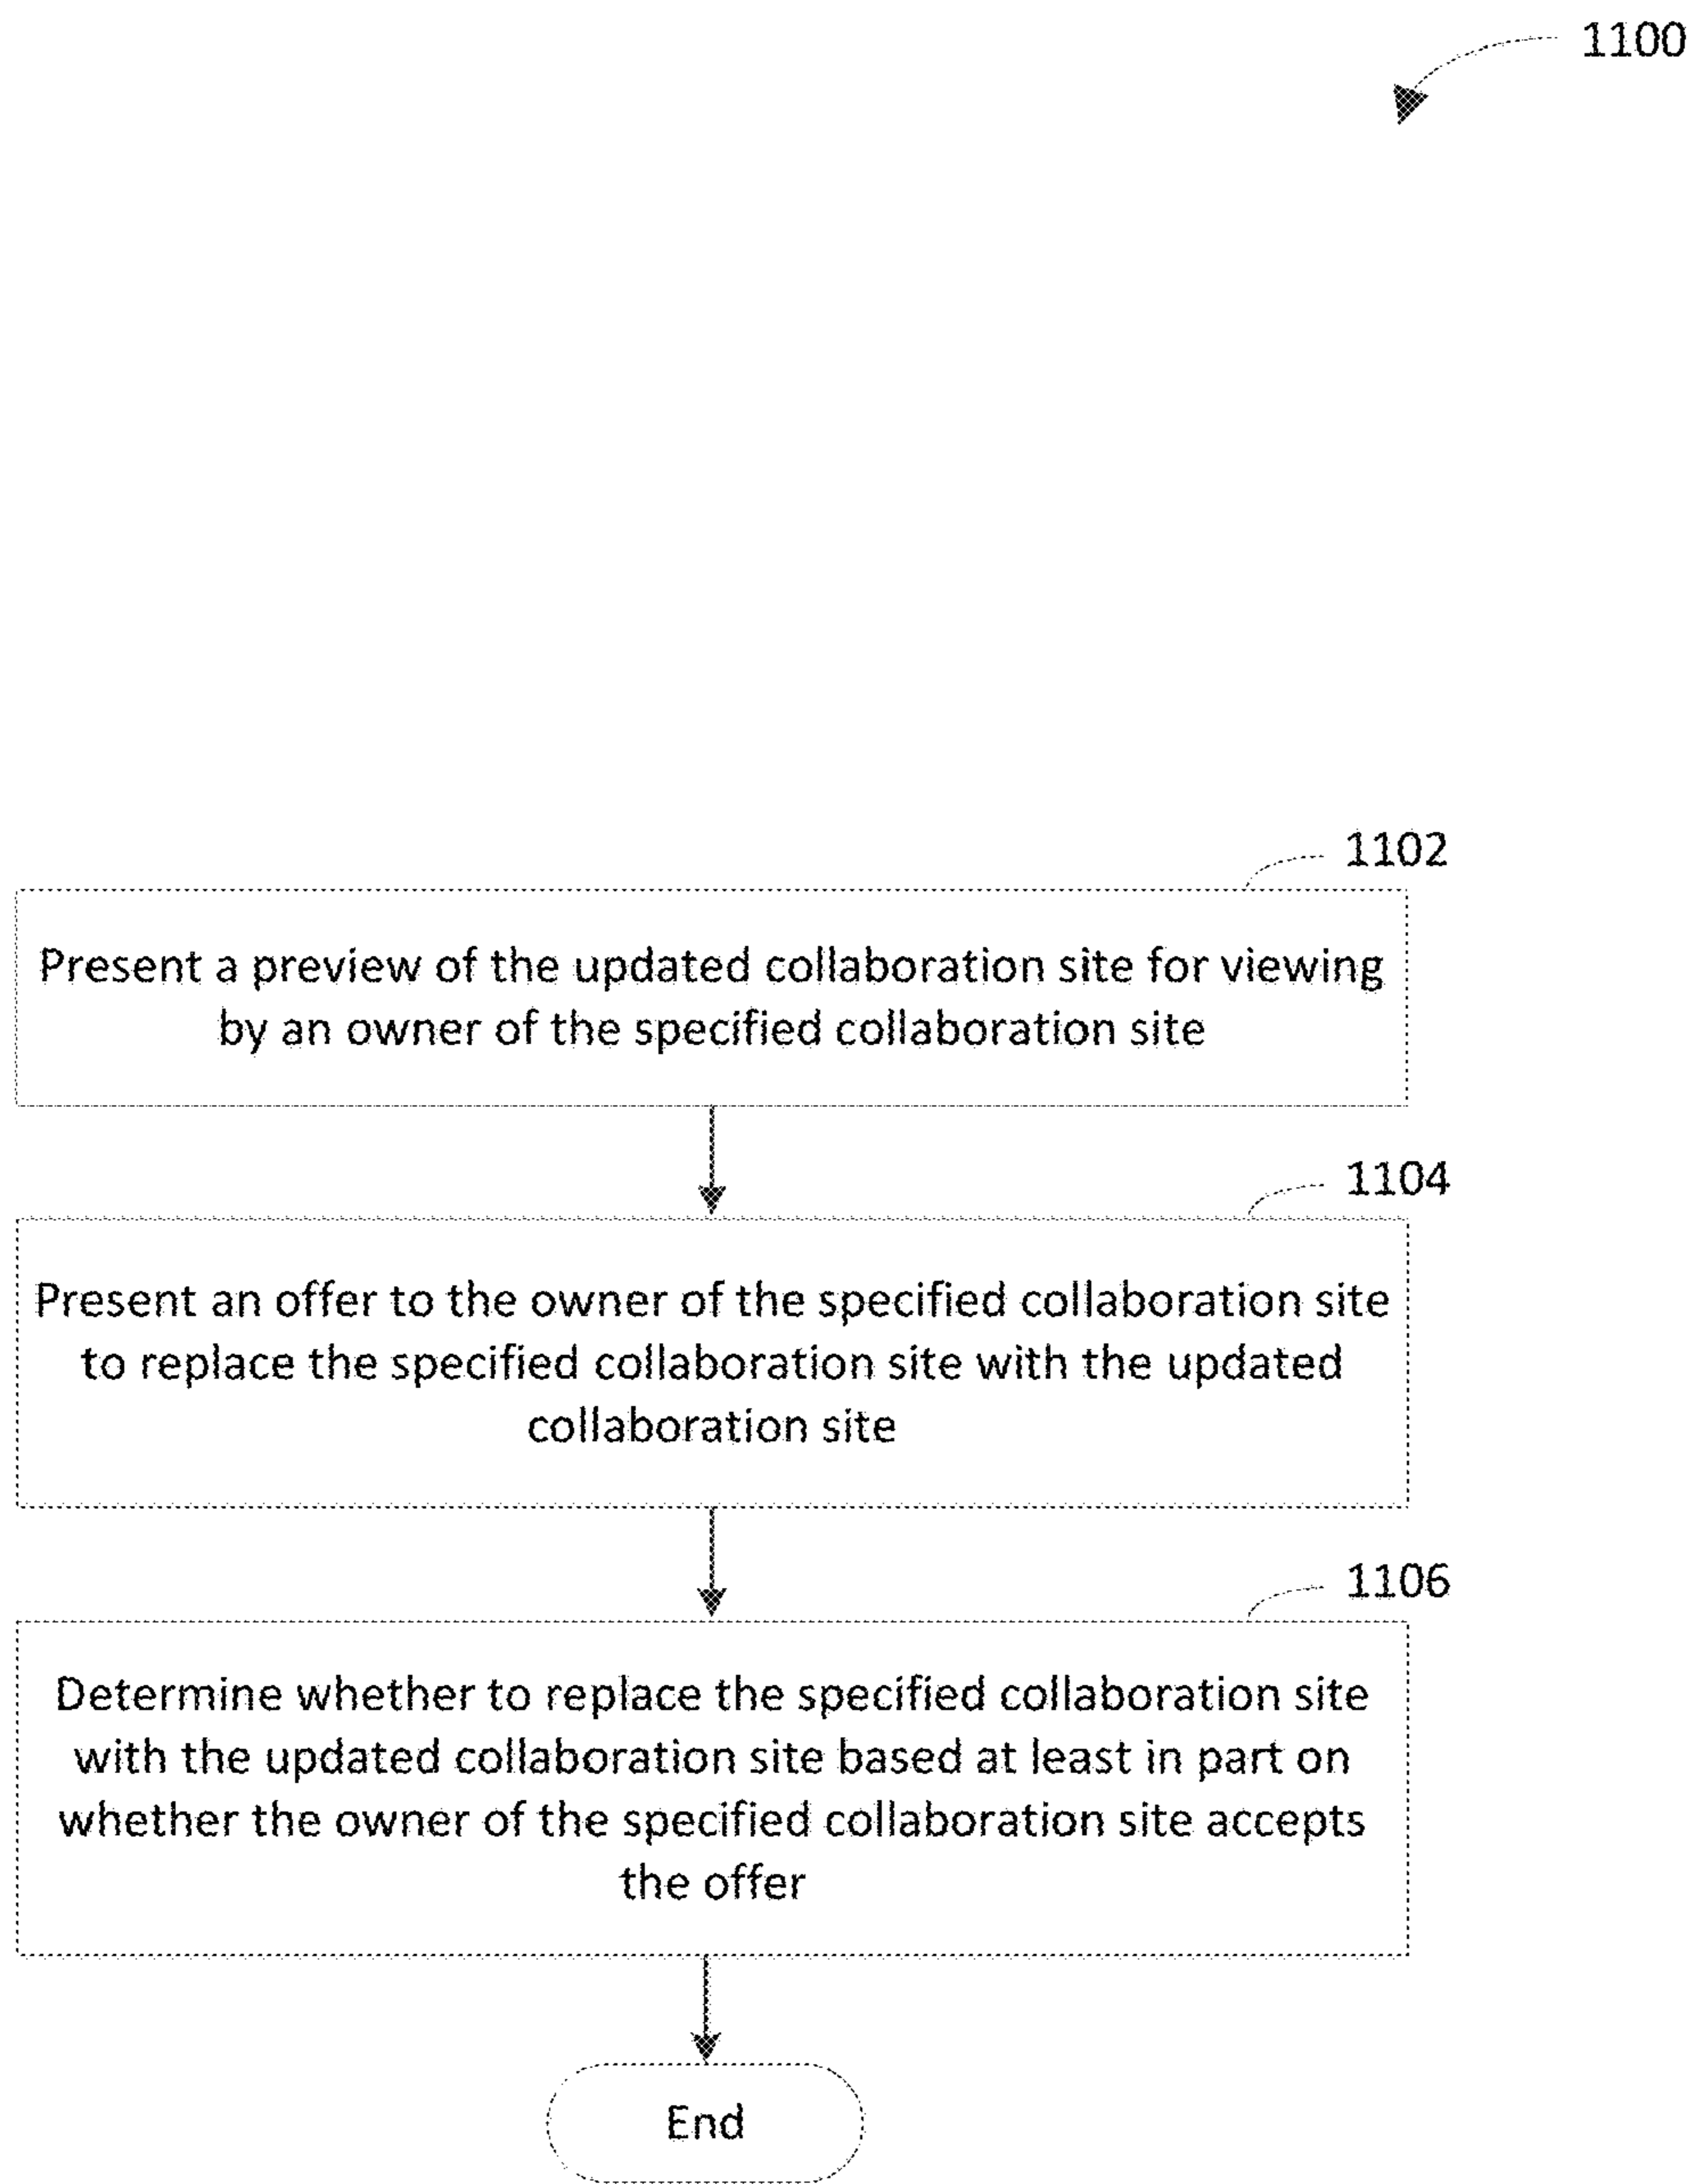 1100
1102
Present a preview of the updated collaboration site for viewing
by an owner of the specified collaboration site
1104
Present an offer to the owner of the specified collaboration site
to replace the specified collaboration site with the updated
collaboration site
1106
Determine whether to replace the specified collaboration site
with the updated collaboration site based at least in part on
whether the owner of the specified collaboration site accepts
the offer
End